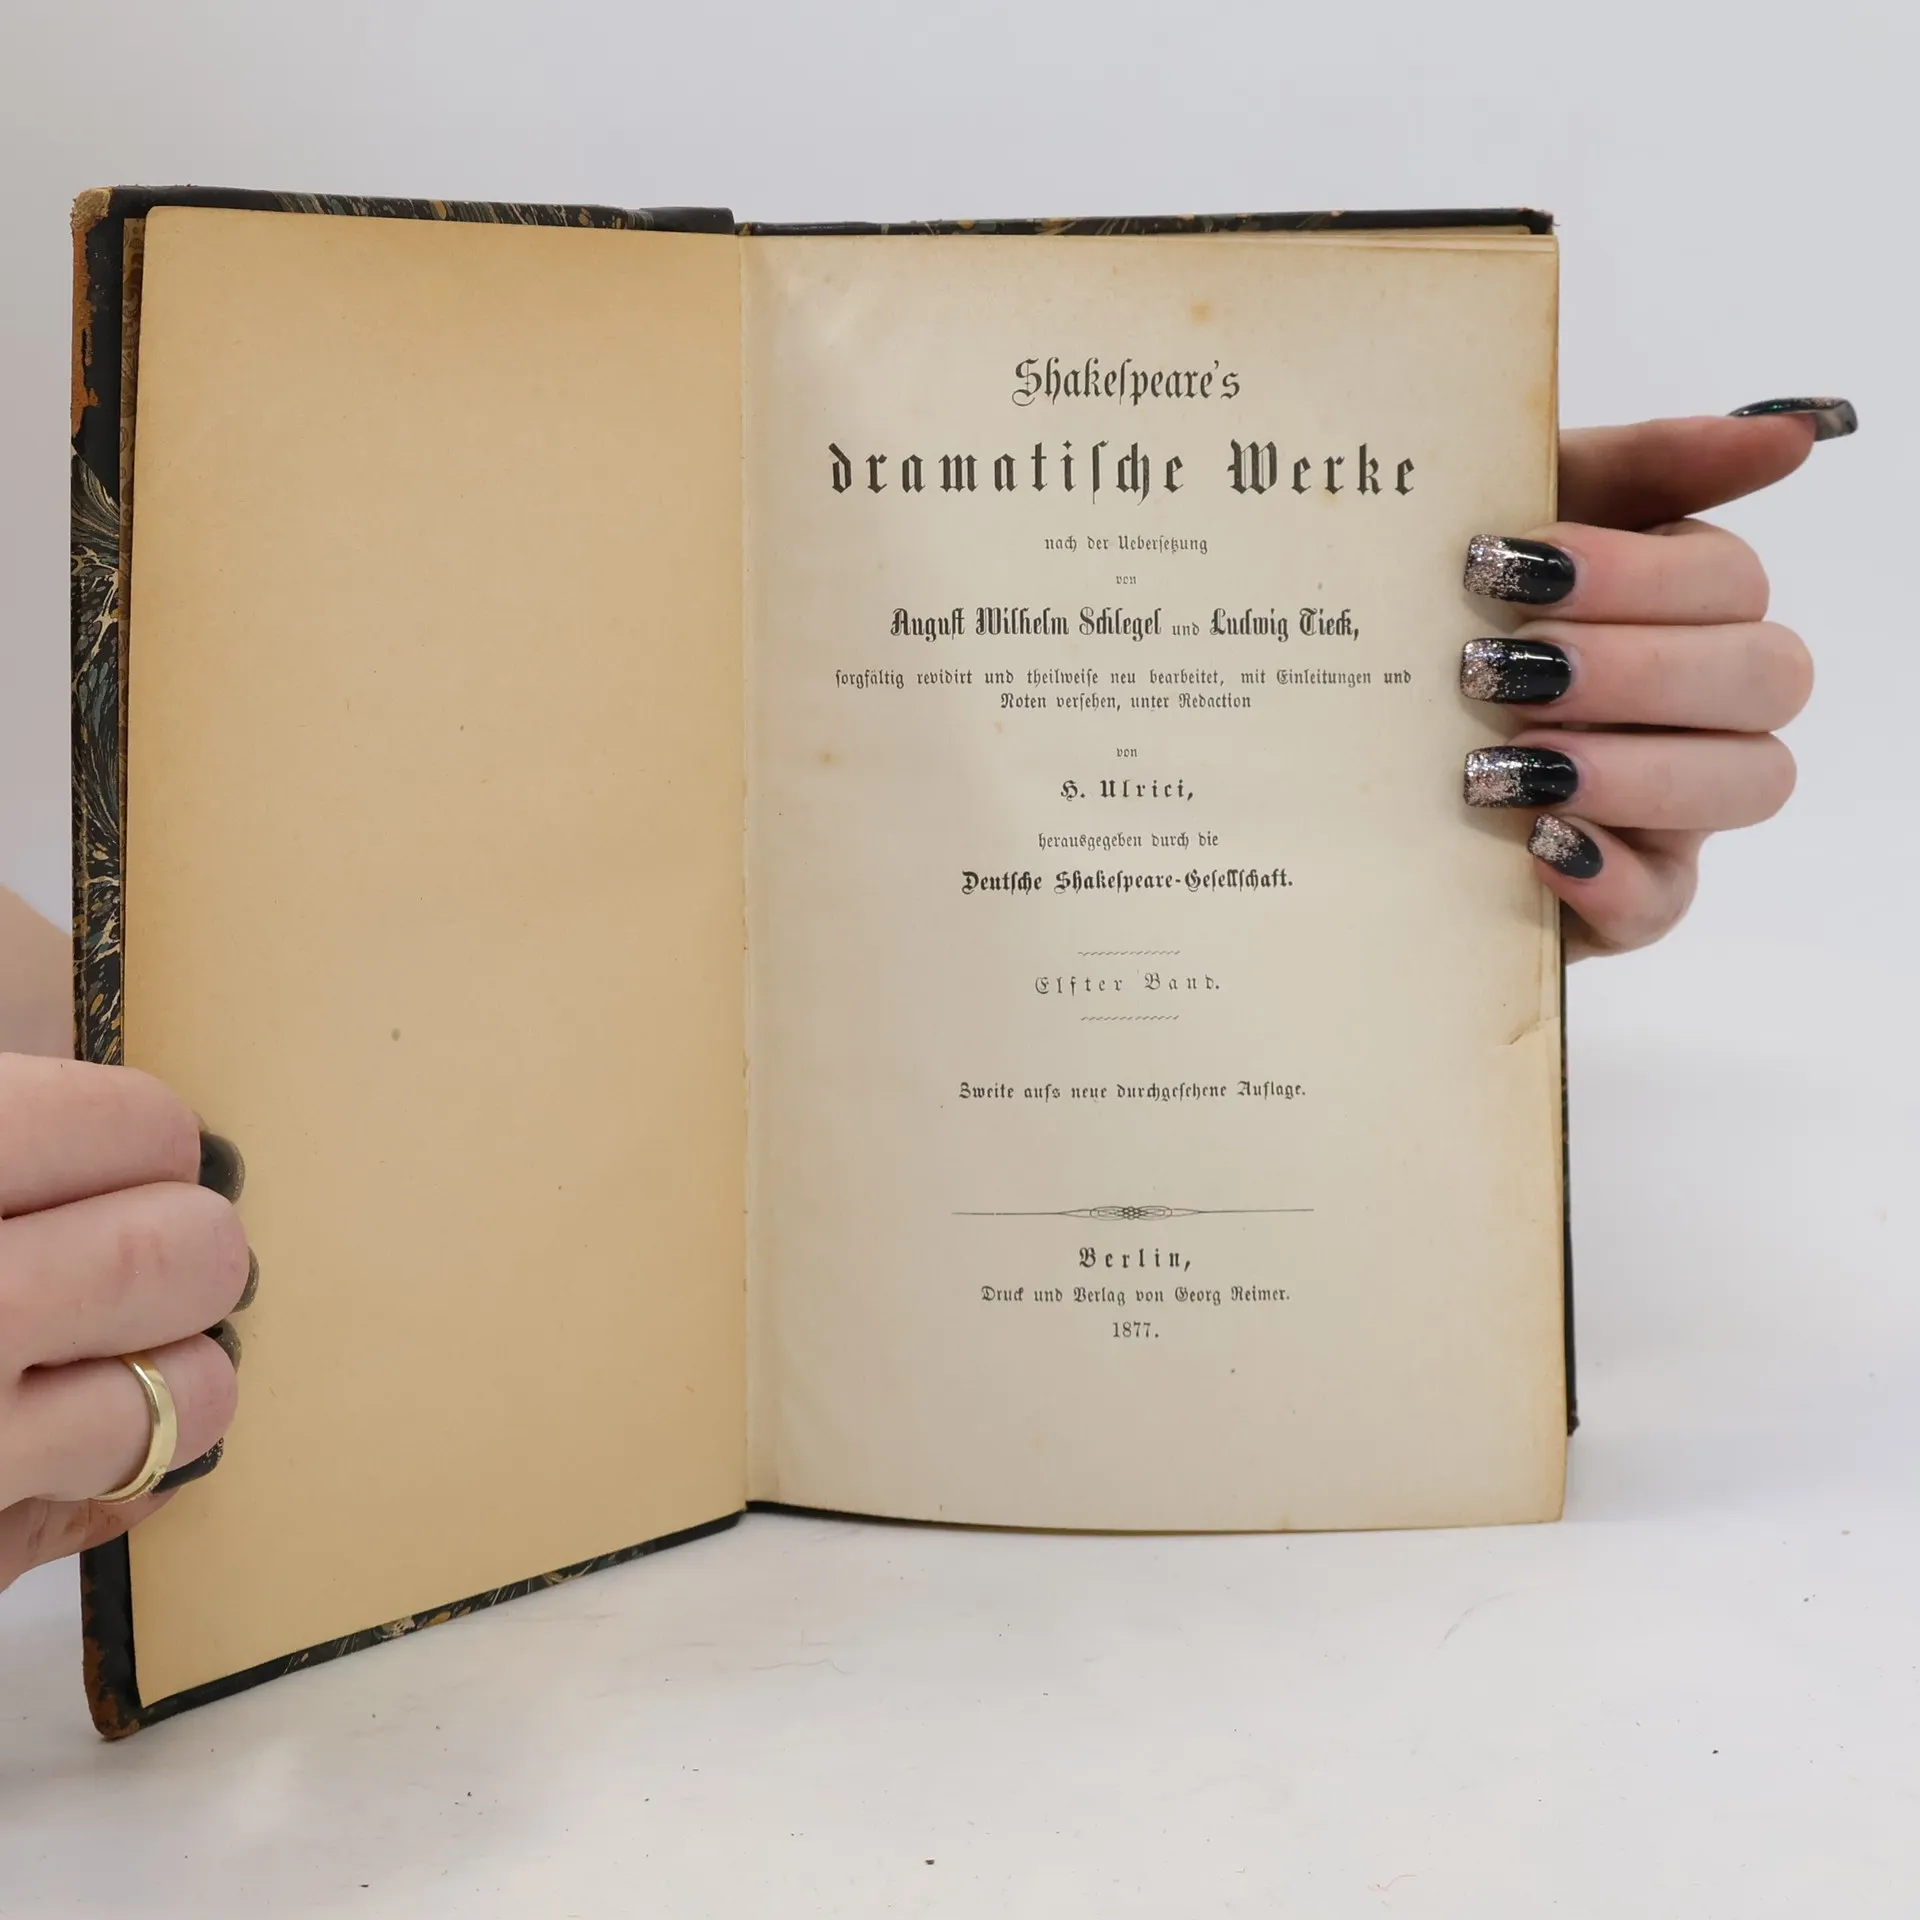 Shakeſpeare's
dramatiſche Werke
nach der Ueberſetzung
von
Auguſt Wilhelm Schlegel und Ludwig Tieck,
ſorgfältig revidirt und theilweiſe neu bearbeitet, mit Einleitungen und
Noten verſehen, unter Redaction
von
H. Ulrici,
herausgegeben durch die
Deutſche Shakeſpeare-Geſellſchaft.
Elfter Band.
Zweite aufs neue durchgeſehene Auflage.
Berlin,
Druck und Verlag von Georg Reimer.
1877.